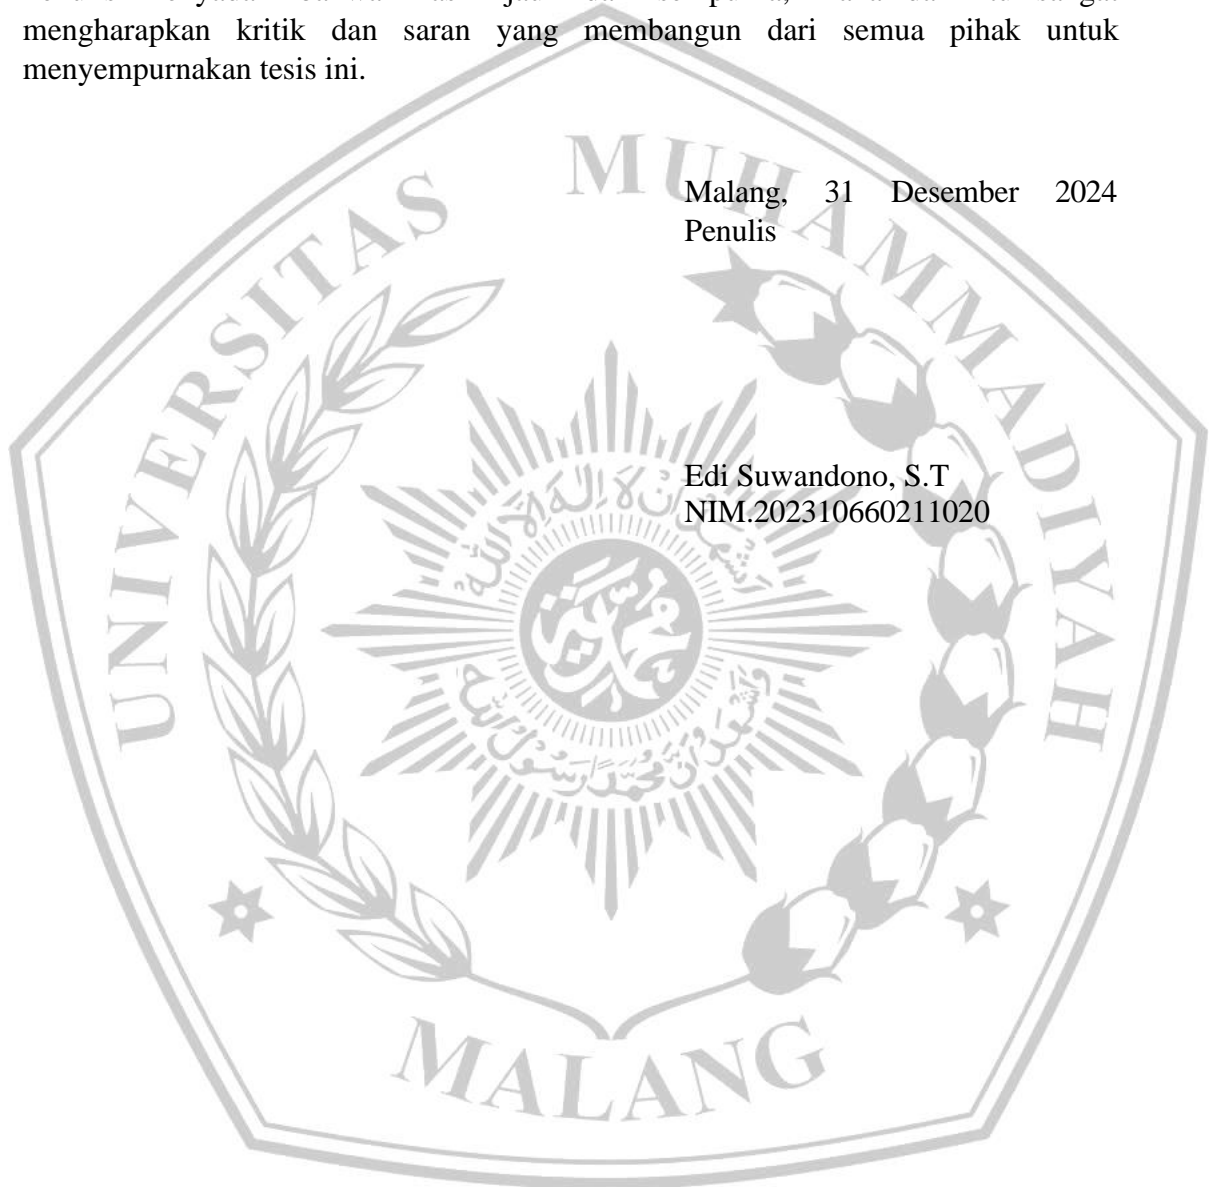 mengharapkan kritik dan saran yang membangun dari semua pihak untuk
menyempurnakan tesis ini.
Malang, 31 Desember 2024
Penulis
Edi Suwandono, S.T
NIM.202310660211020
UNIVERSITAS MUHAMMADIYAH
MALANG